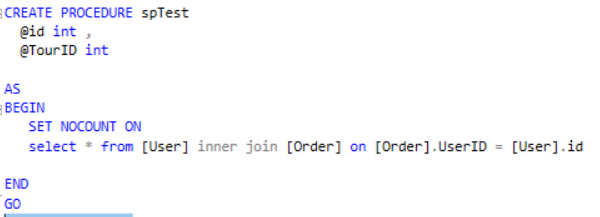 CREATE PROCEDURE spTest
@id int ,
@TourID int
AS
BEGIN
SET NOCOUNT ON
select * from [User] inner join [Order] on [Order].UserID = [User].id
END
GO